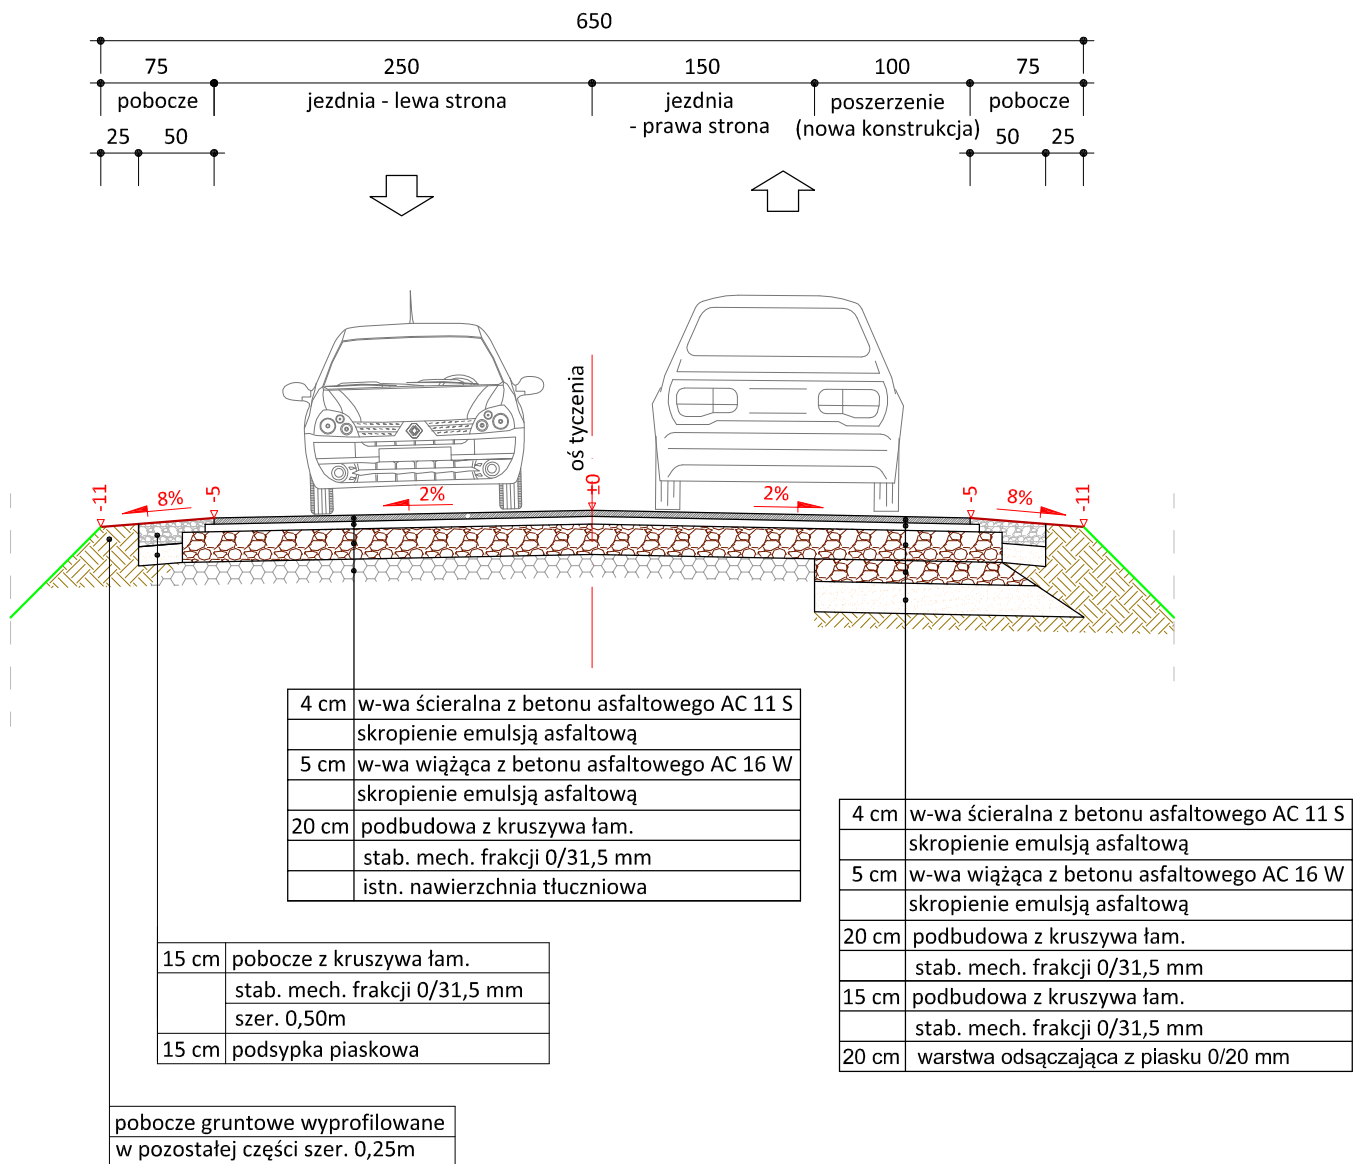 650
75 250 150 100 75
pobocze jezdnia - lewa strona jezdnia poszerzenie pobocze
- prawa strona (nowa konstrukcja)
25 50 50 25
oś tyczenia
-11 8% -5 2% ±0 2% -5 8% -11
4 cm w-wa ścieralna z betonu asfaltowego AC 11 S
skropienie emulsją asfaltową
5 cm w-wa wiążąca z betonu asfaltowego AC 16 W
skropienie emulsją asfaltową
20 cm podbudowa z kruszywa łam.
stab. mech. frakcji 0/31,5 mm
istn. nawierzchnia tłuczniowa
4 cm w-wa ścieralna z betonu asfaltowego AC 11 S
skropienie emulsją asfaltową
5 cm w-wa wiążąca z betonu asfaltowego AC 16 W
skropienie emulsją asfaltową
20 cm podbudowa z kruszywa łam.
stab. mech. frakcji 0/31,5 mm
15 cm podbudowa z kruszywa łam.
stab. mech. frakcji 0/31,5 mm
20 cm warstwa odsączająca z piasku 0/20 mm
15 cm pobocze z kruszywa łam.
stab. mech. frakcji 0/31,5 mm
szer. 0,50m
15 cm podsypka piaskowa
pobocze gruntowe wyprofilowane
w pozostałej części szer. 0,25m